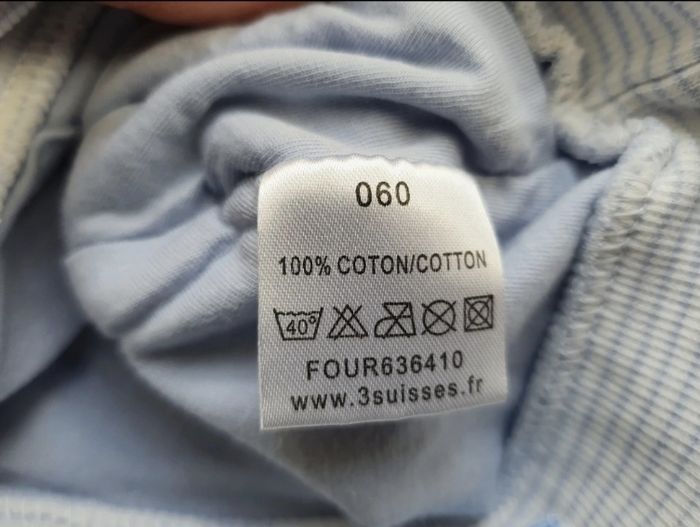 060
100% COTON/COTTON
40°
FOUR636410
www.3suisses.fr